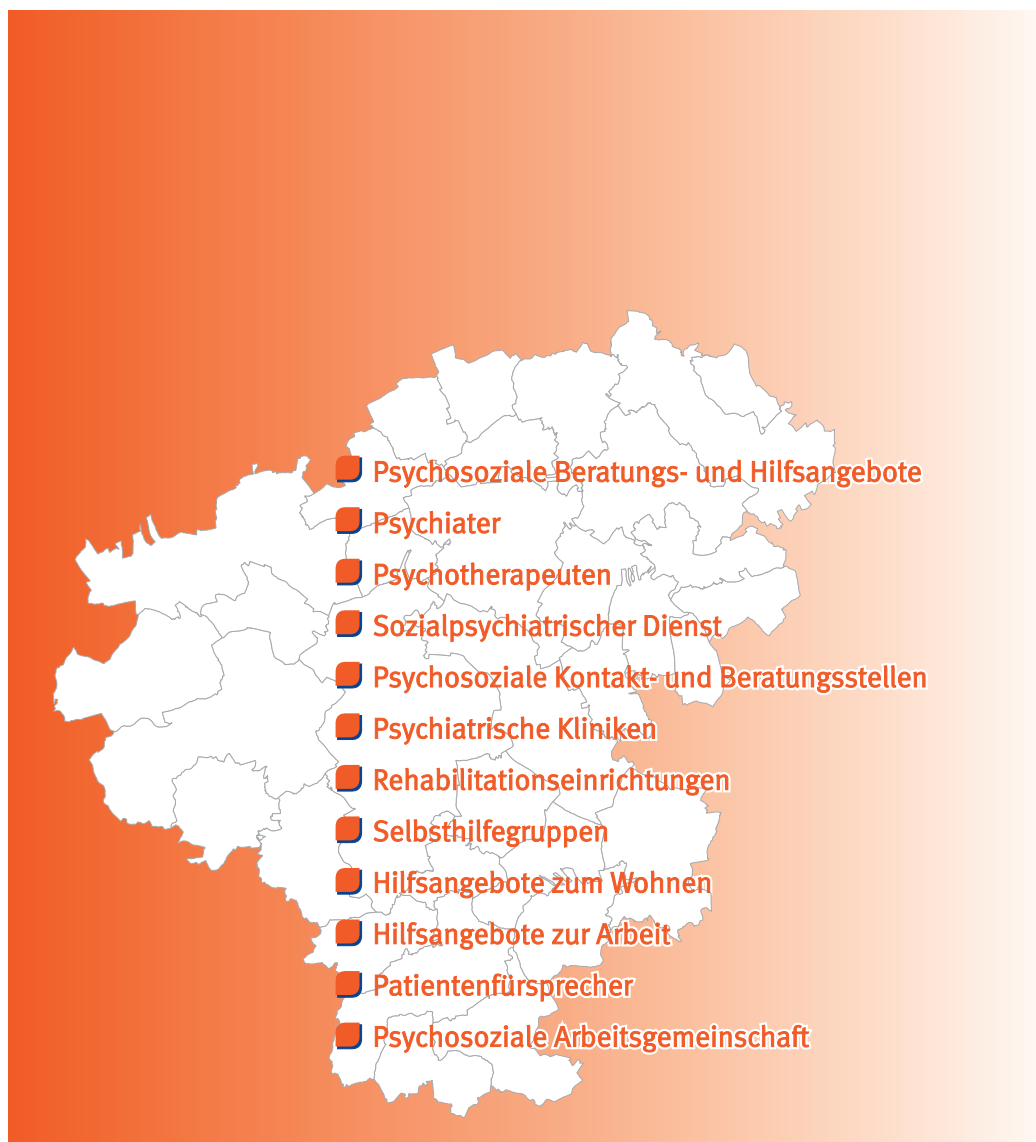 Psychosoziale Beratungs- und Hilfsangebote
Psychiater
Psychotherapeuten
Sozialpsychiatrischer Dienst
Psychosoziale Kontakt- und Beratungsstellen
Psychiatrische Kliniken
Rehabilitationseinrichtungen
Selbsthilfegruppen
Hilfsangebote zum Wohnen
Hilfsangebote zur Arbeit
Patientenfürsprecher
Psychosoziale Arbeitsgemeinschaft